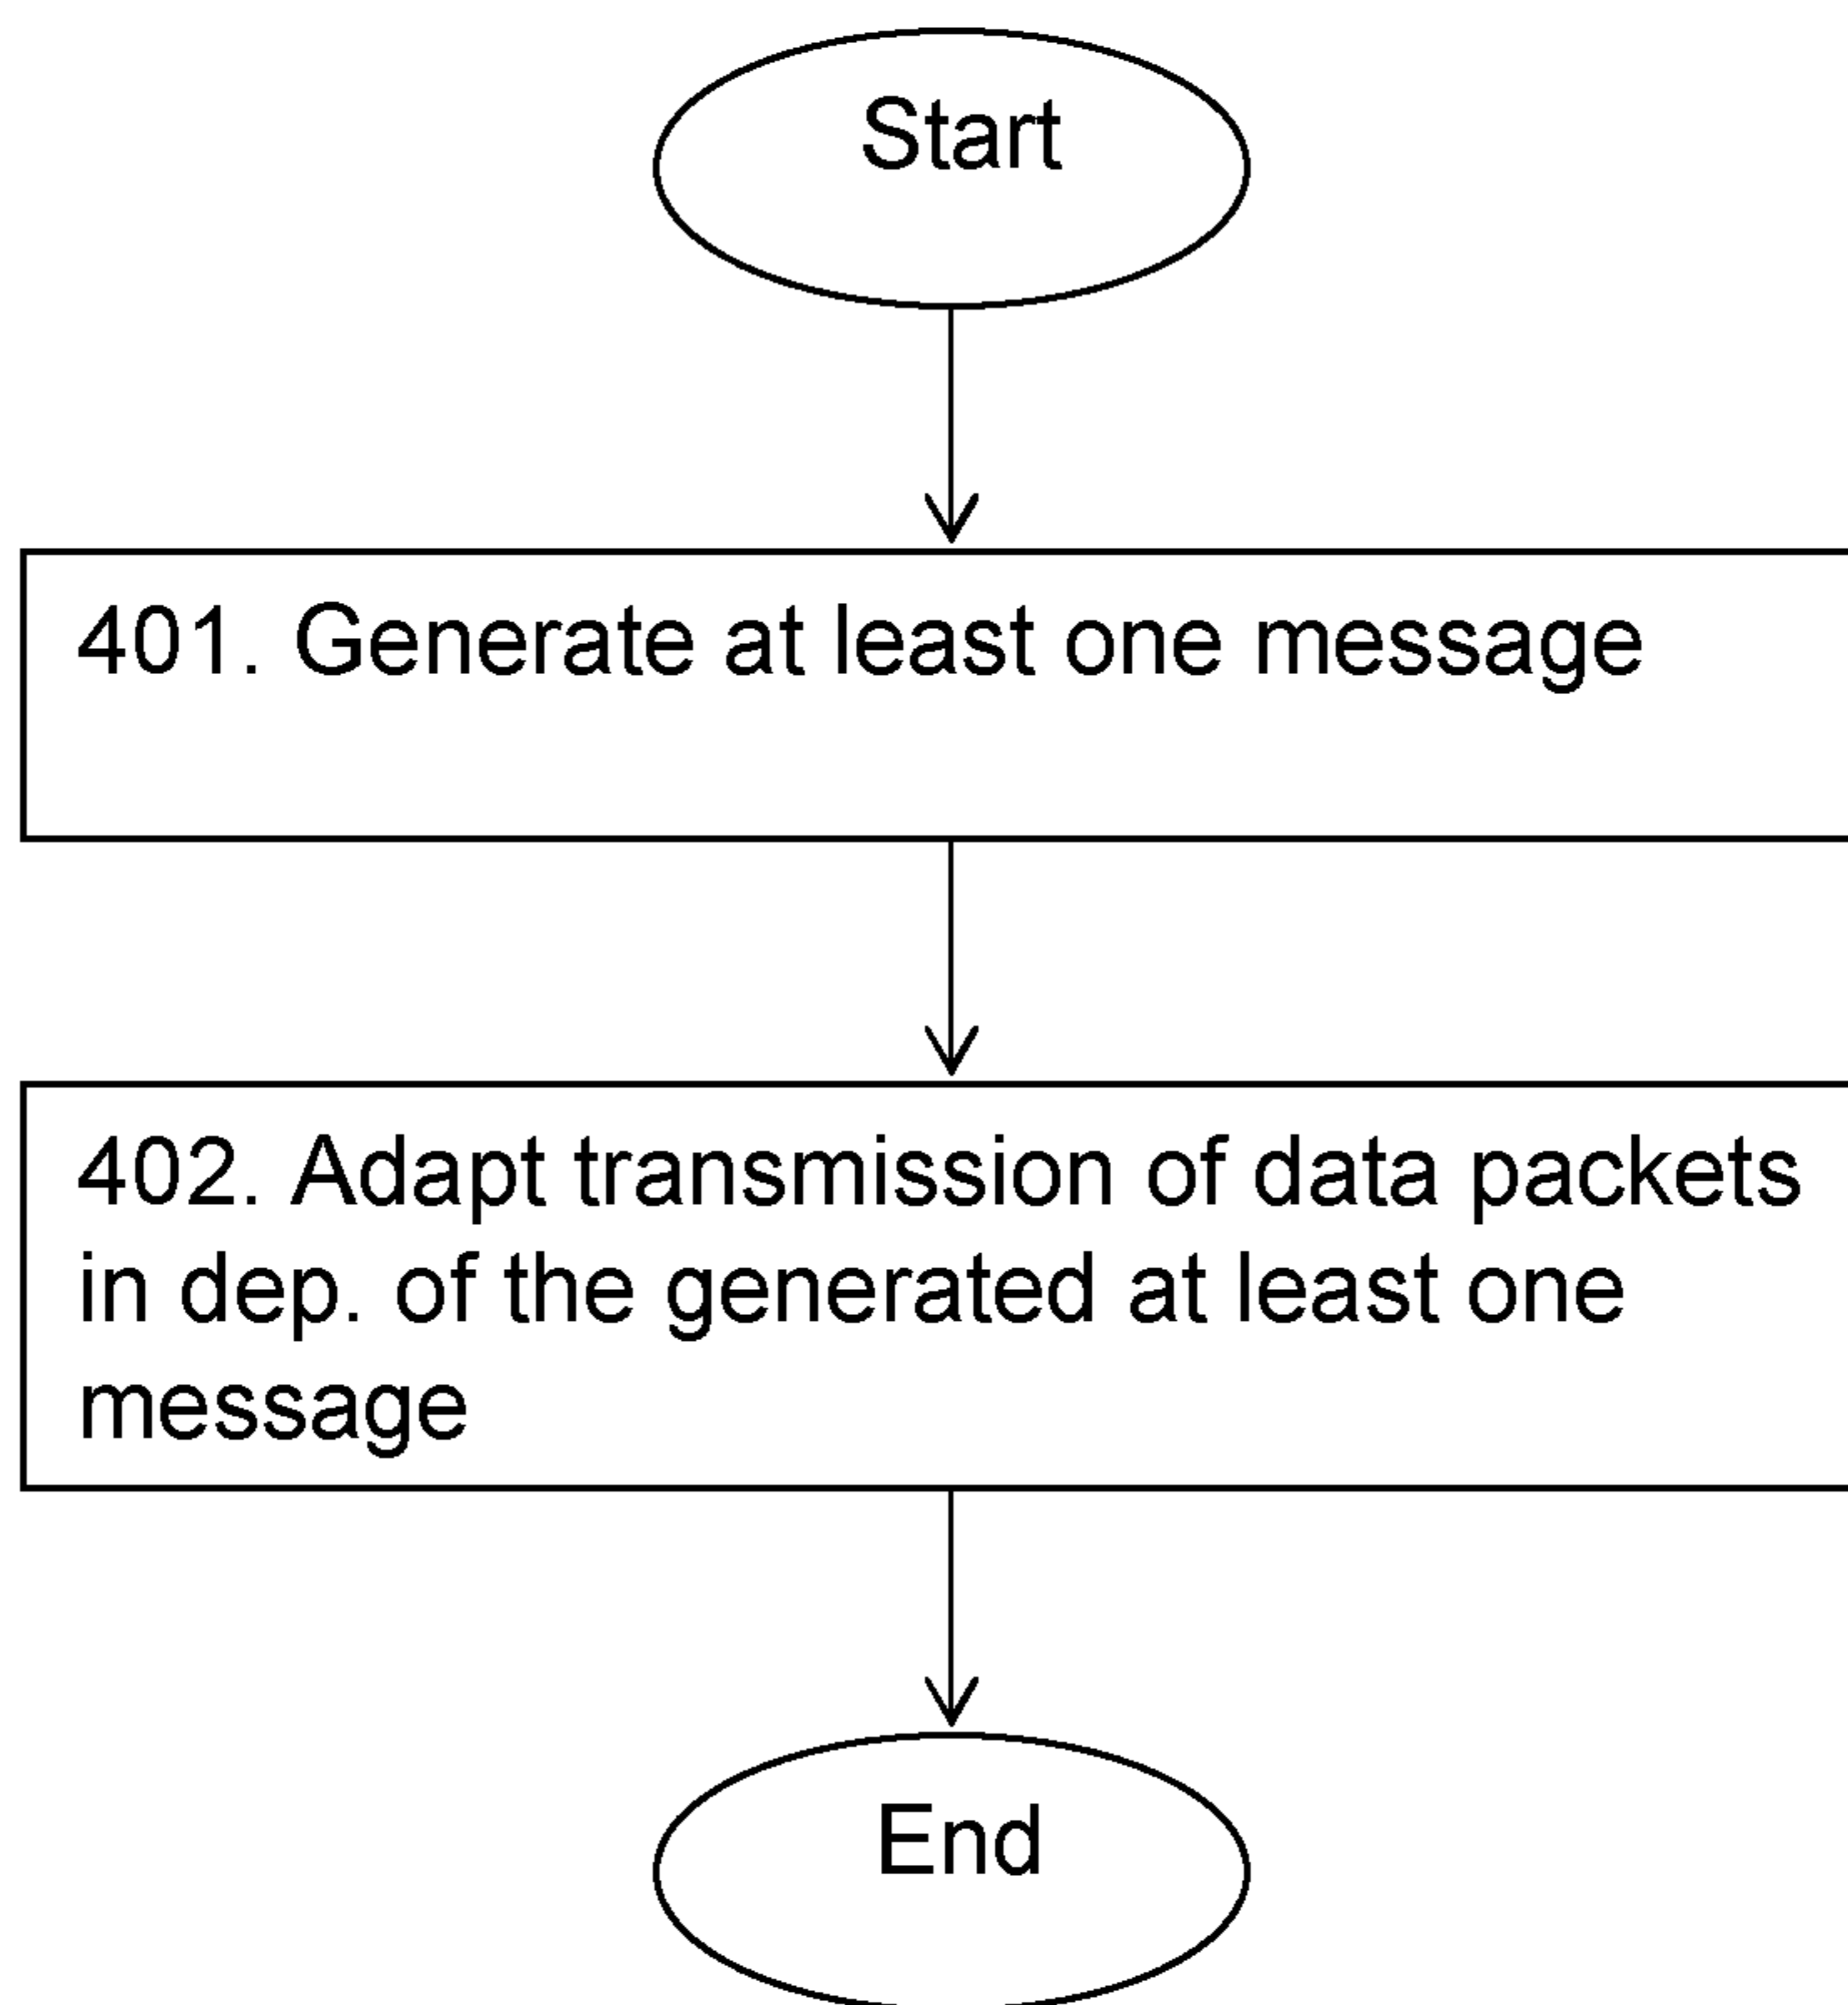 Start
401. Generate at least one message
402. Adapt transmission of data packets
in dep. of the generated at least one
message
End